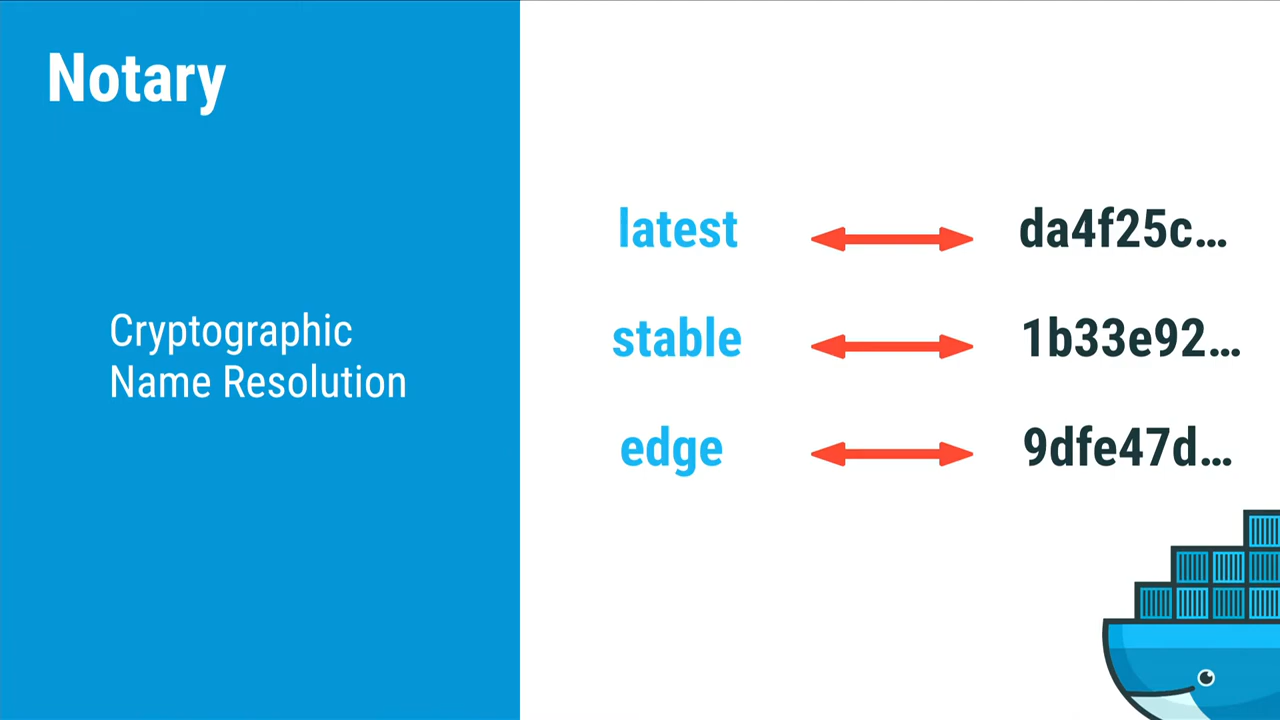 Notary
Cryptographic
Name Resolution
latest da4f25c…
stable 1b33e92…
edge 9dfe47d…